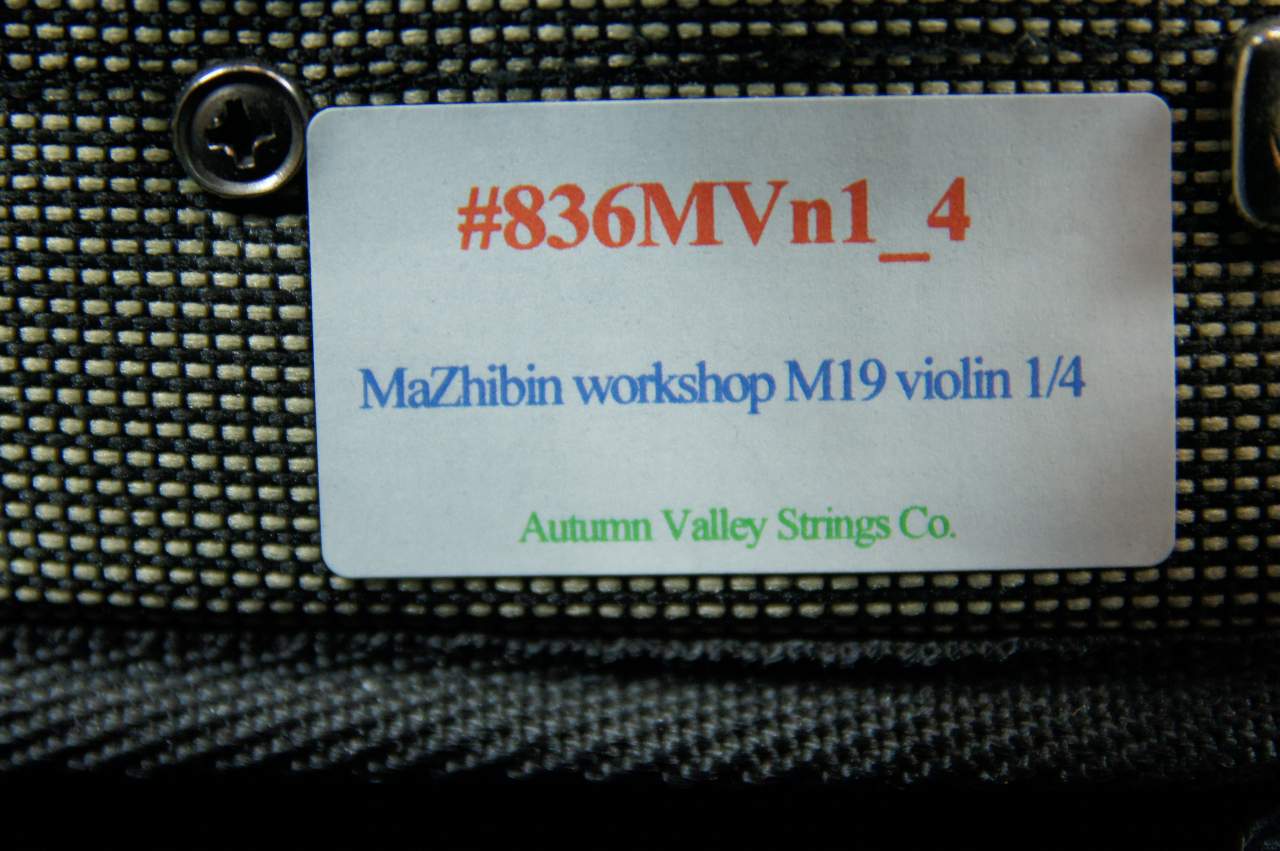 #836MVn1_4
MaZhibin workshop M19 violin 1/4
Autumn Valley Strings Co.